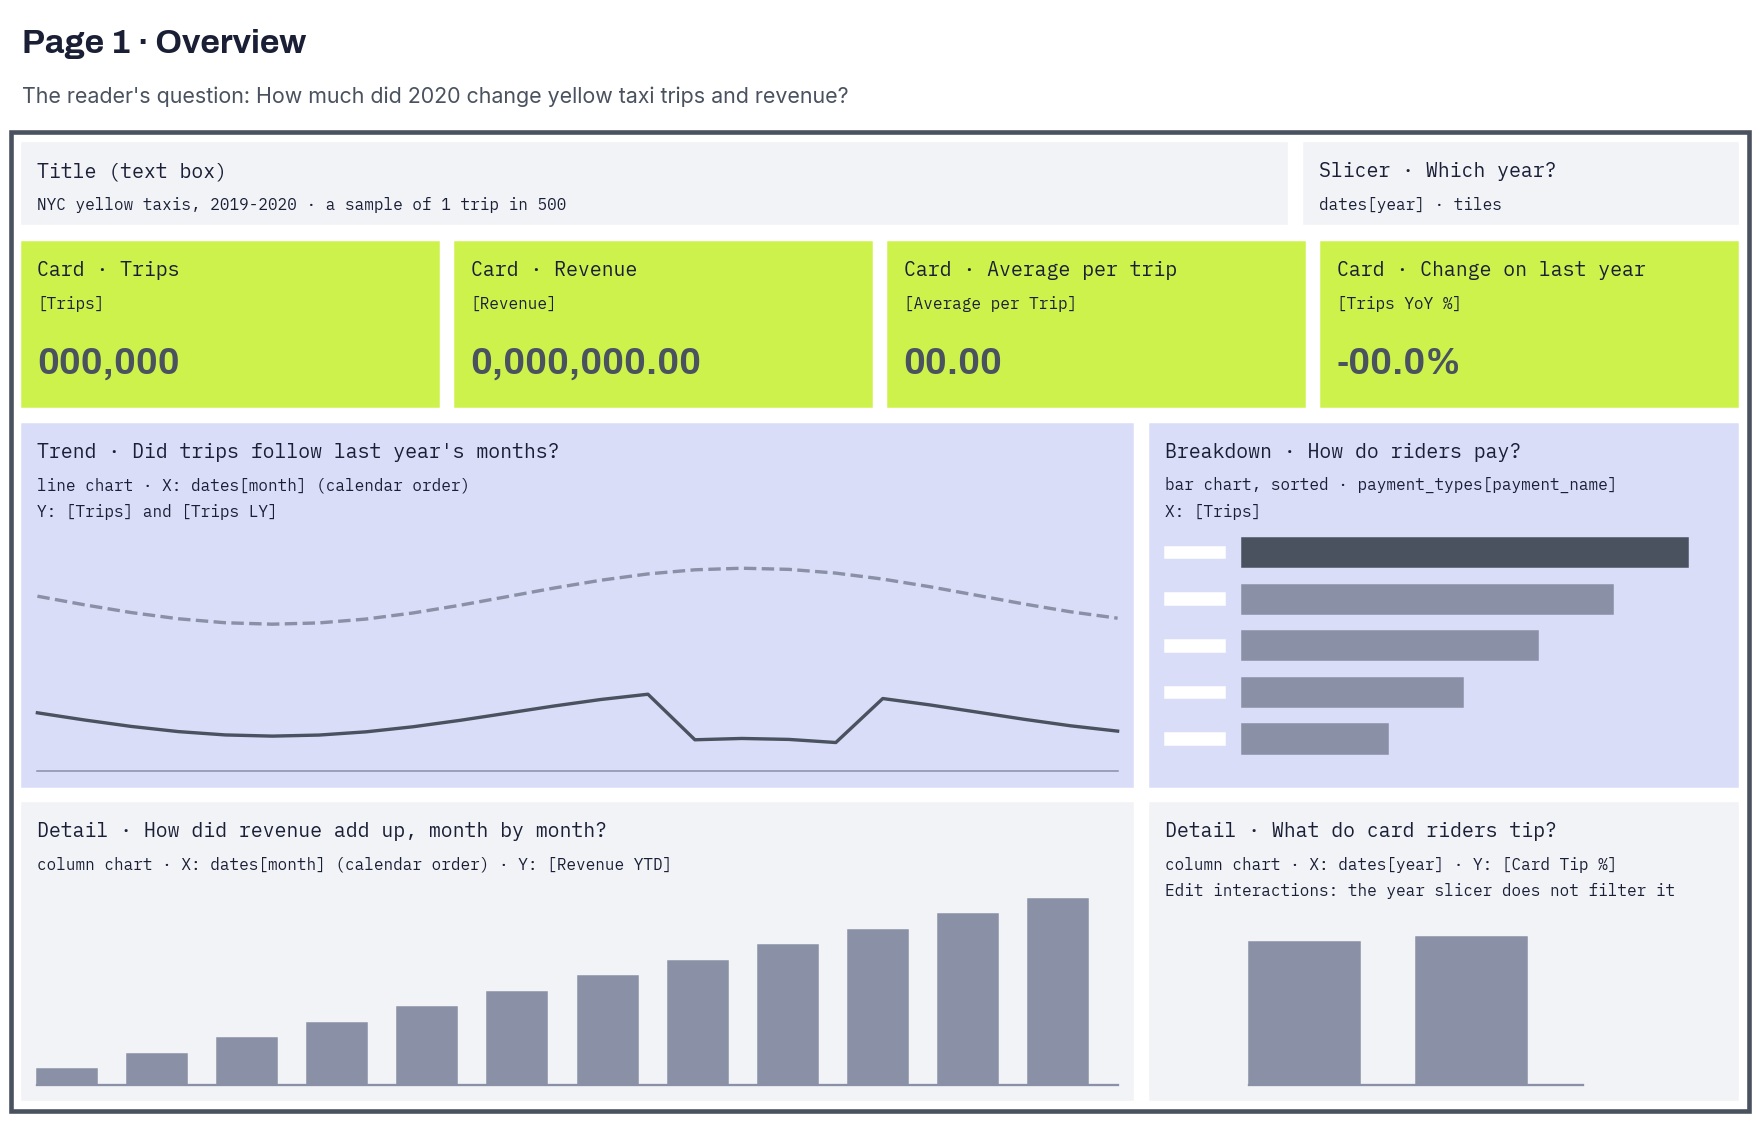 Page 1 · Overview
The reader's question: How much did 2020 change yellow taxi trips and revenue?
Title (text box)
NYC yellow taxis, 2019-2020 · a sample of 1 trip in 500
Slicer · Which year?
dates[year] · tiles
Card · Trips
[Trips]
000,000
Card · Revenue
[Revenue]
0,000,000.00
Card · Average per trip
[Average per Trip]
00.00
Card · Change on last year
[Trips YoY %]
-00.0%
Trend · Did trips follow last year's months?
line chart · X: dates[month] (calendar order)
Y: [Trips] and [Trips LY]
Breakdown · How do riders pay?
bar chart, sorted · payment_types[payment_name]
X: [Trips]
Detail · How did revenue add up, month by month?
column chart · X: dates[month] (calendar order) · Y: [Revenue YTD]
Detail · What do card riders tip?
column chart · X: dates[year] · Y: [Card Tip %]
Edit interactions: the year slicer does not filter it